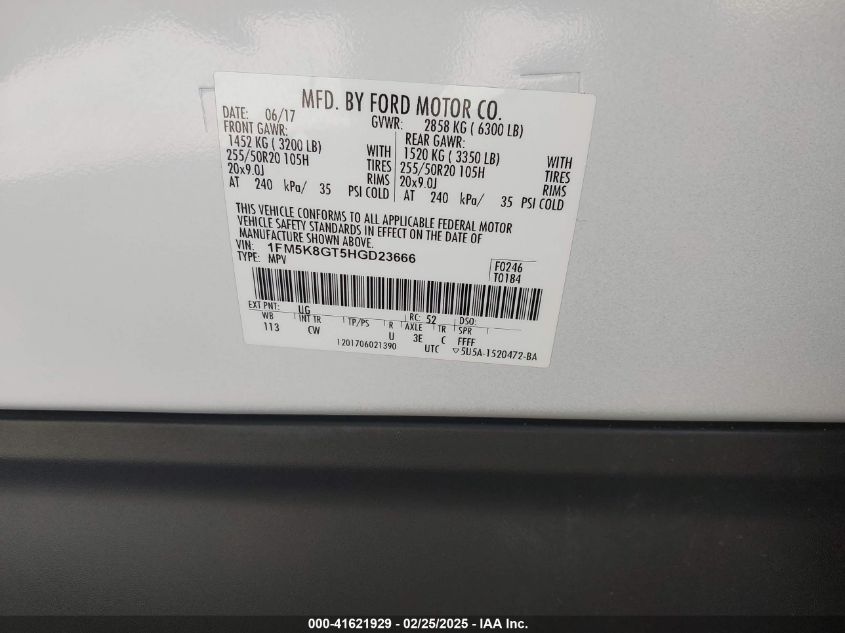 MFD. BY FORD MOTOR CO.
DATE: 06/17 GVWR: 2858 KG ( 6300 LB)
FRONT GAWR: REAR GAWR:
1452 KG ( 3200 LB) WITH 1520 KG ( 3350 LB) WITH
255/50R20 105H TIRES 255/50R20 105H TIRES
20x9.0J RIMS 20x9.0J RIMS
AT 240 kPa/ 35 PSI COLD AT 240 kPa/ 35 PSI COLD
THIS VEHICLE CONFORMS TO ALL APPLICABLE FEDERAL MOTOR
VEHICLE SAFETY STANDARDS IN EFFECT ON THE DATE OF
MANUFACTURE SHOWN ABOVE.
VIN: 1FM5K8GT5HGD23666
TYPE: MPV
F0246
T0184
EXT PNT: UG RC: 52 DSO:
WB INT TR TP/PS R AXLE TR SPR
113 CW U 3E C FFFF
1201706021390 UTC ▽5U5A-1520472-BA
000-41621929 - 02/25/2025 - IAA Inc.